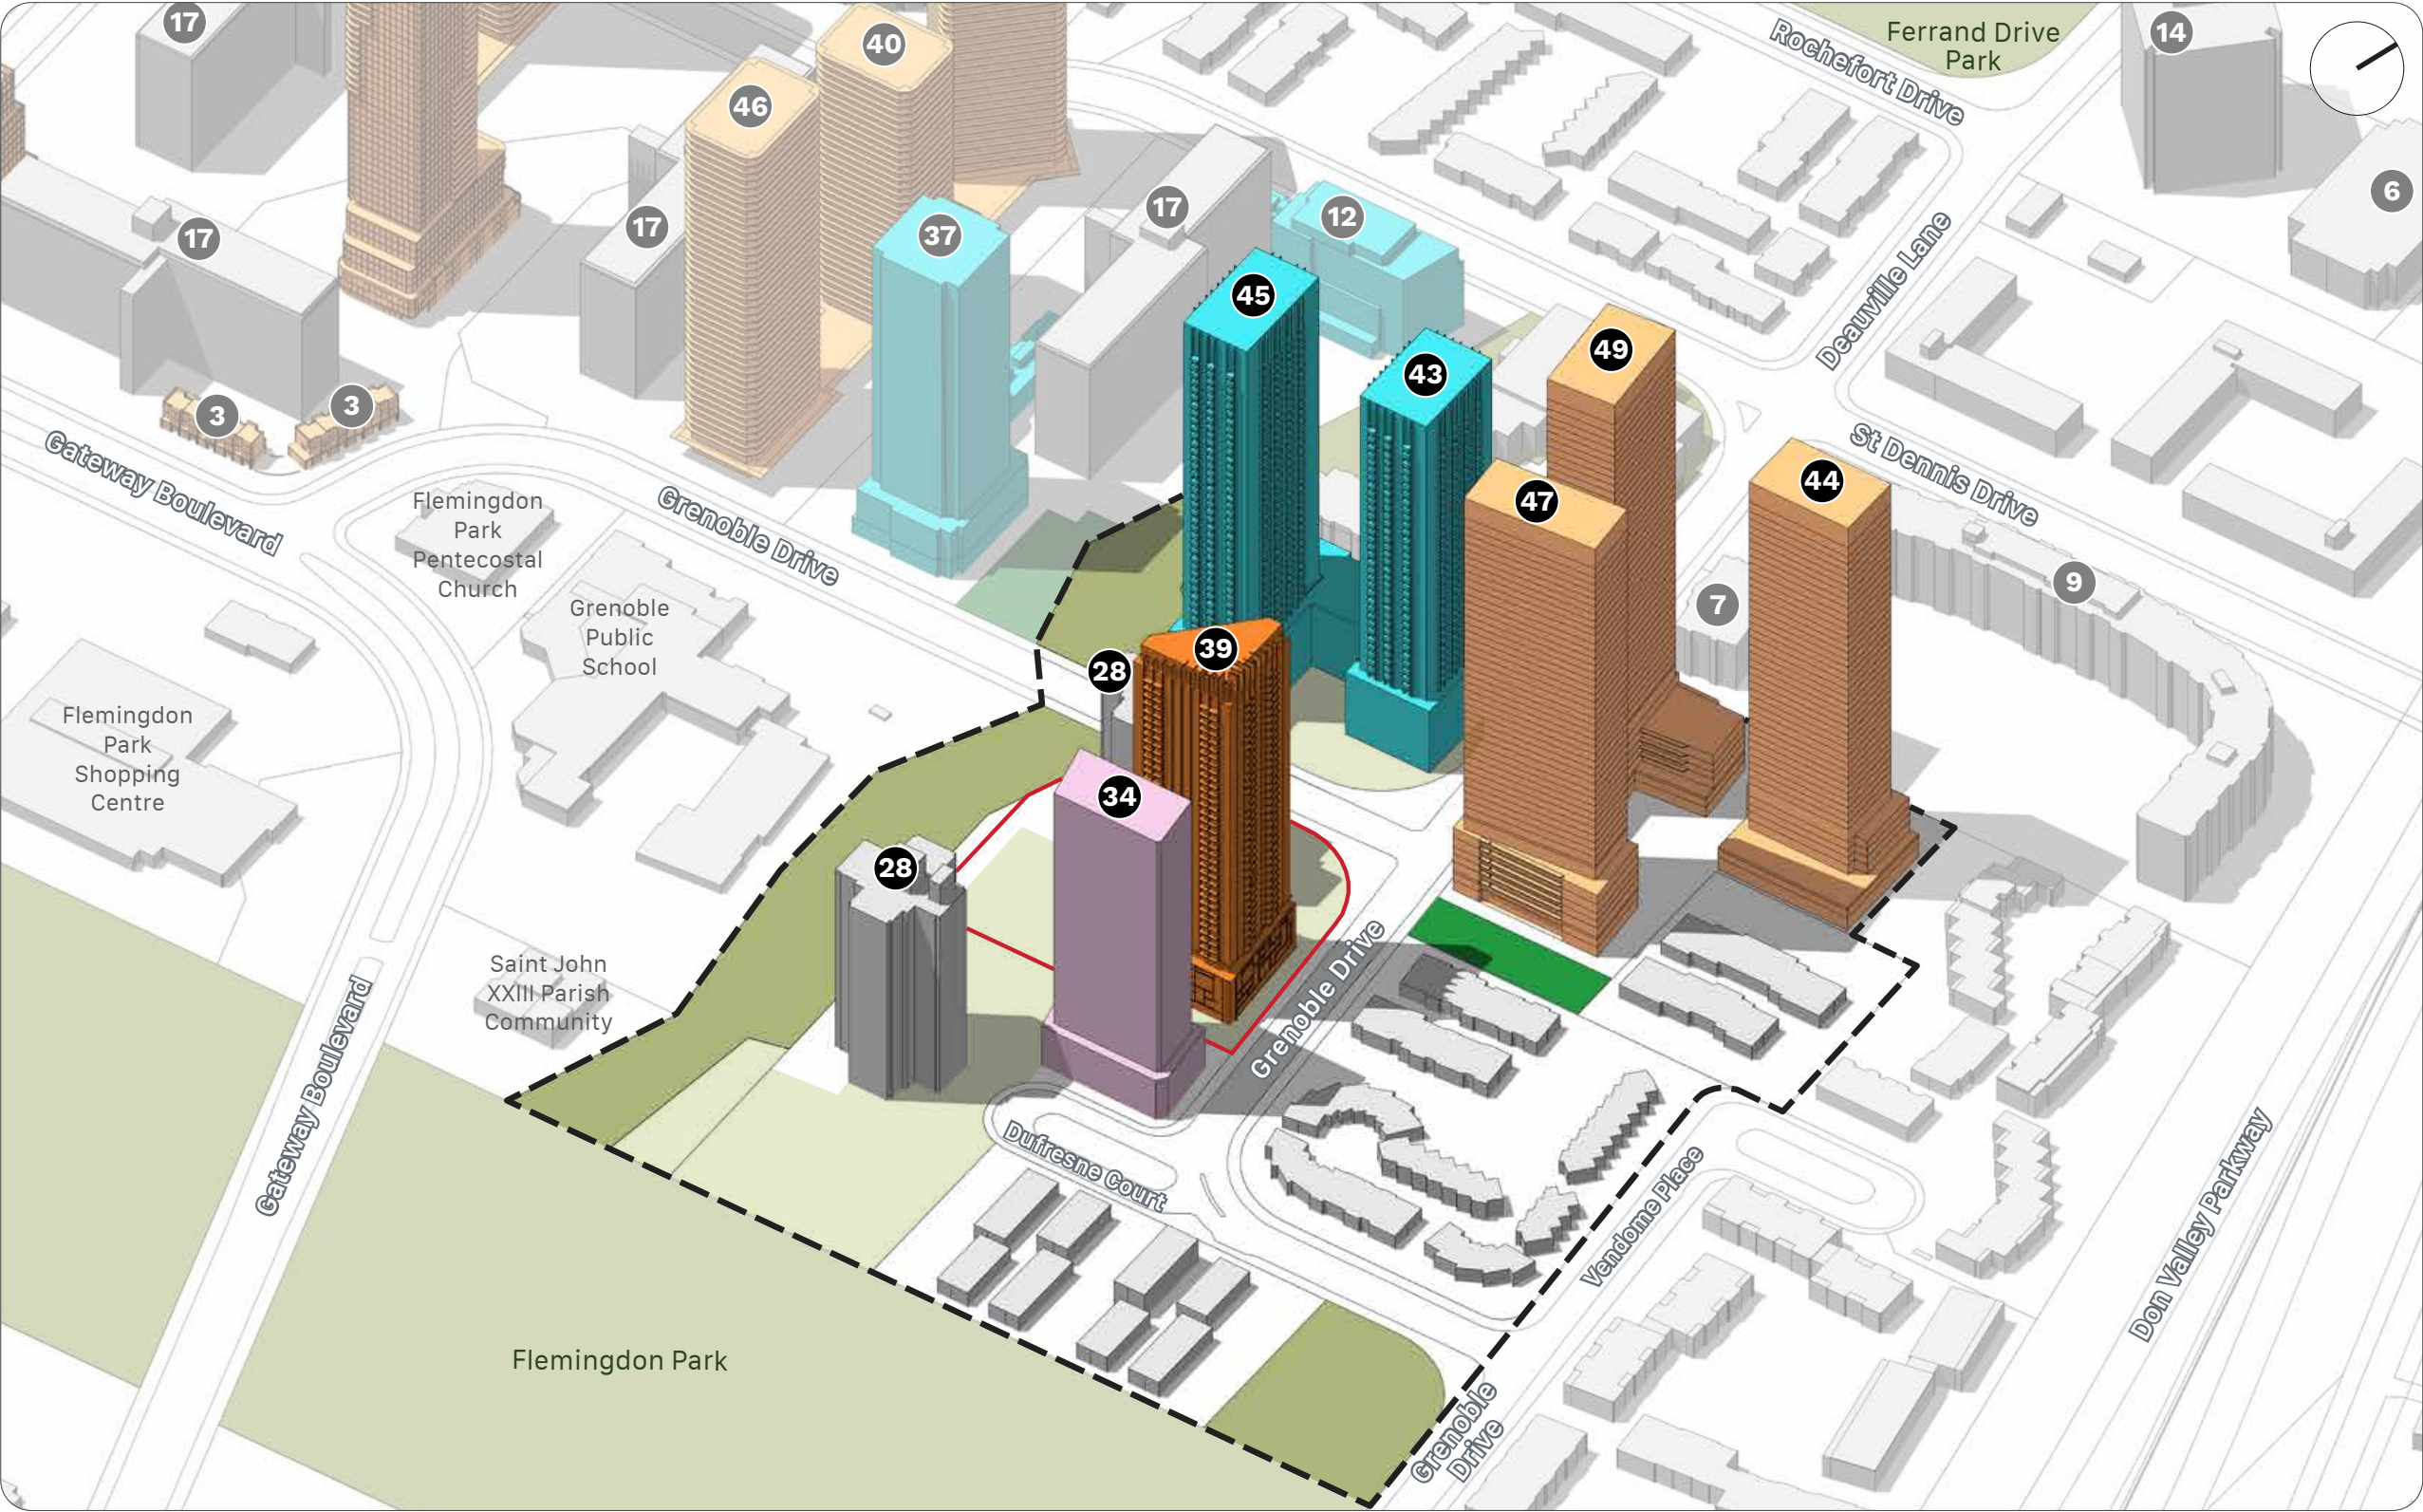 17
40
Rochefort Drive
Ferrand Drive
Park
14
46
6
17
17
17
37
12
45
Deauville Lane
43
49
3
3
Gateway Boulevard
St Dennis Drive
47
44
Flemingdon
Park
Pentecostal
Church
Grenoble Drive
9
7
Grenoble
Public
School
39
28
Flemingdon
Park
Shopping
Centre
34
28
Saint John
XXIII Parish
Community
Grenoble Drive
Gateway Boulevard
Dufresne Court
Vendome Place
Don Valley Parkway
Flemingdon Park
Grenoble
Drive